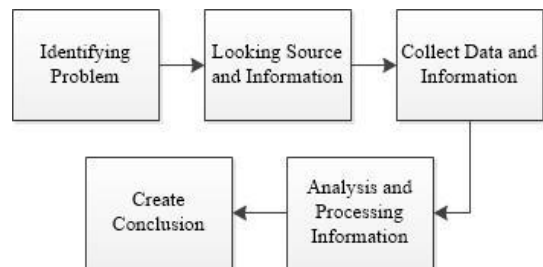 Identifying
Problem
Looking Source
and Information
Collect Data and
Information
Analysis and
Processing
Information
Create
Conclusion